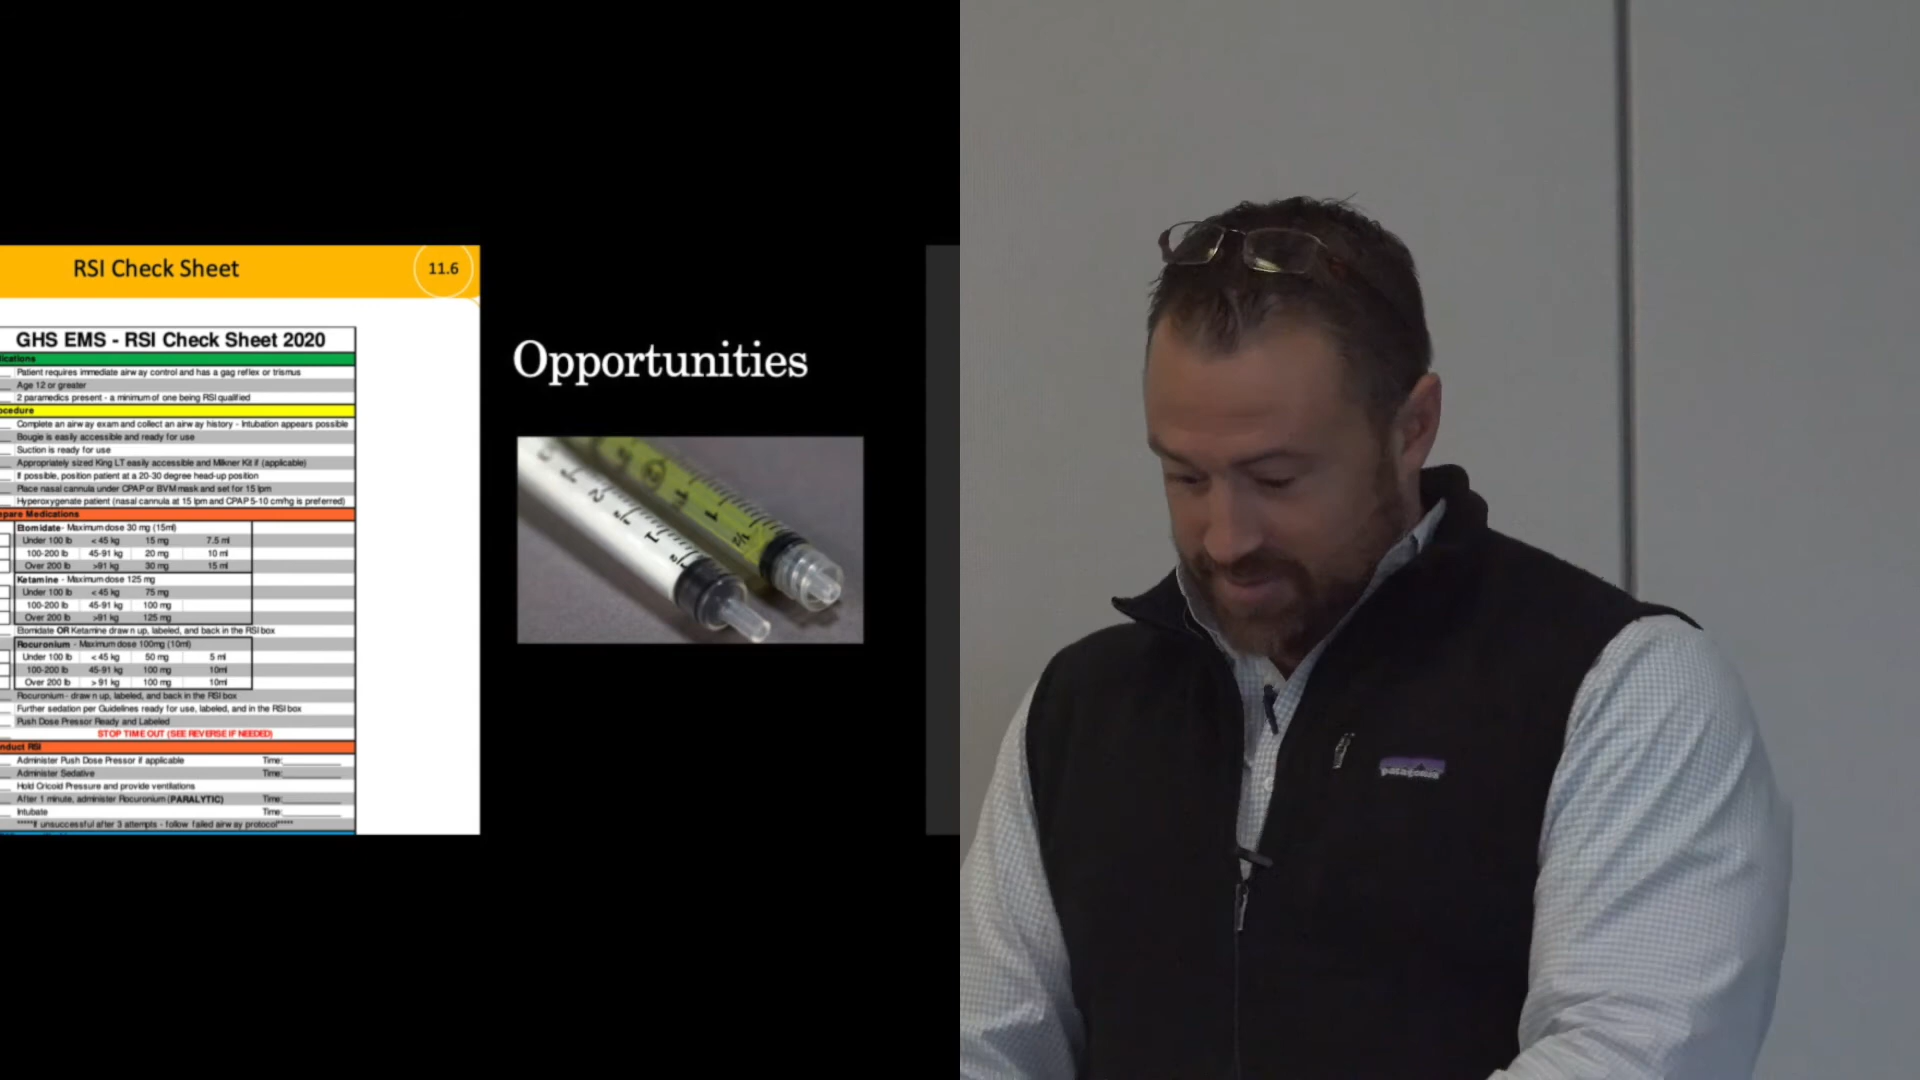 RSI Check Sheet
11.6
GHS EMS - RSI Check Sheet 2020
Patient requires immediate airway control and has a gag reflex or trismus
Age 12 or greater
2 paramedics present - a minimum of one being RSI qualified
Complete an airway exam and collect an airway history - Intubation appears possible
Bougie is easily accessible and ready for use
Suction is ready for use
Appropriately sized King LT easily accessible and Milkner Kit if (applicable)
If possible, position patient at a 20-30 degree head-up position
Place nasal cannula under CPAP or BVM mask and set for 15 lpm
Hyperoxygenate patient (nasal cannula at 15 lpm and CPAP 5-10 cm/hg is preferred)
Medications
Etomidate- Maximum dose 30 mg (15ml)
Under 100 lb < 45 kg 15 mg 7.5 ml
100-200 lb 45-91 kg 20 mg 10 ml
Over 200 lb >91 kg 30 mg 15 ml
Ketamine - Maximum dose 125 mg
Under 100 lb < 45 kg 75 mg
100-200 lb 45-91 kg 100 mg
Over 200 lb >91 kg 125 mg
Etomidate OR Ketamine drawn up, labeled, and back in the RSI box
Rocuronium - Maximum dose 100mg (10ml)
Under 100 lb < 45 kg 50 mg 5 ml
100-200 lb 45-91 kg 100 mg 10ml
Over 200 lb > 91 kg 100 mg 10ml
Rocuronium - drawn up, labeled, and back in the RSI box
Further sedation per Guidelines ready for use, labeled, and in the RSI box
Push Dose Pressor Ready and Labeled
STOP TIME OUT (SEE REVERSE IF NEEDED)
RSI
Administer Push Dose Pressor if applicable Time:
Administer Sedative Time:
Hold Cricoid Pressure and provide ventilations
After 1 minute, administer Rocuronium (PARALYTIC) Time:
Intubate Time:
*****If unsuccessful after 3 attempts - follow failed airway protocol*****
Opportunities
patagonia